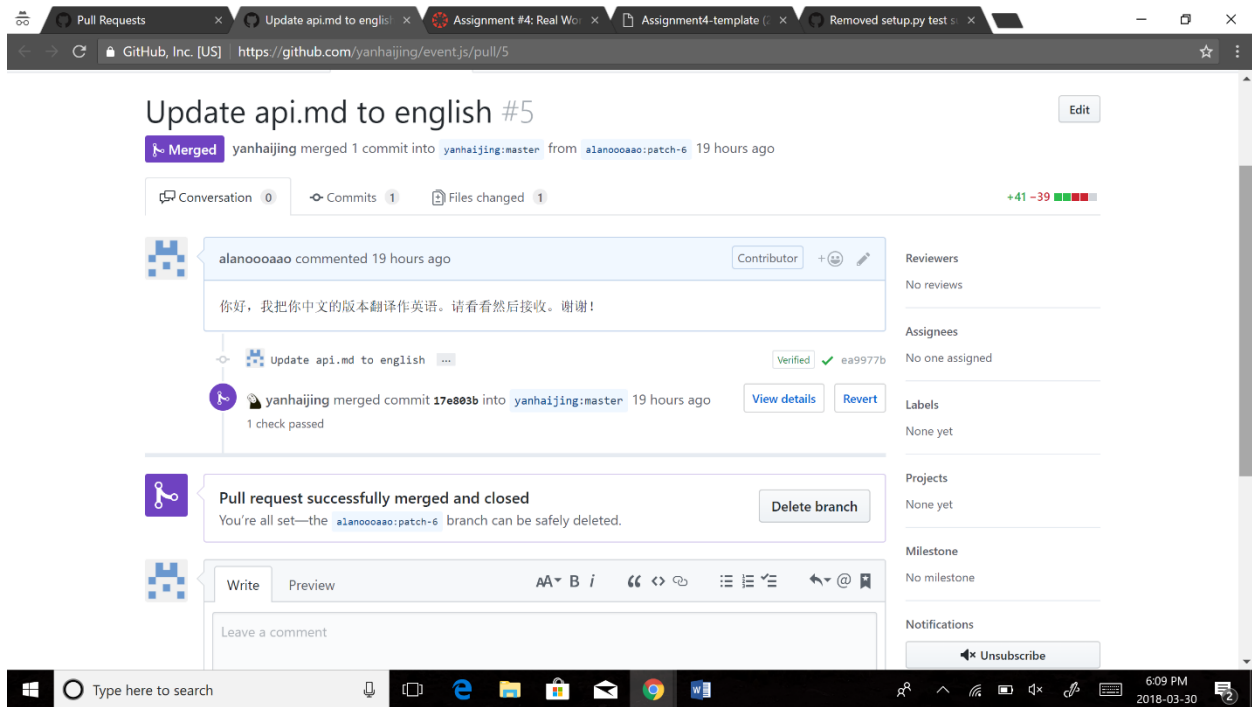 Pull Requests
Update api.md to english
Assignment #4: Real Wor
Assignment4-template (2
Removed setup.py test s
GitHub, Inc. [US] | https://github.com/yanhaijing/event.js/pull/5
Update api.md to english #5
Edit
Merged yanhaijing merged 1 commit into yanhaijing:master from alanoooaao:patch-6 19 hours ago
Conversation 0 Commits 1 Files changed 1 +41 −39
alanoooaao commented 19 hours ago Contributor
你好，我把你中文的版本翻译作英语。请看看然后接收。谢谢！
Update api.md to english ... Verified ea9977b
yanhaijing merged commit 17e803b into yanhaijing:master 19 hours ago View details Revert
1 check passed
Pull request successfully merged and closed
You're all set—the alanoooaao:patch-6 branch can be safely deleted.
Delete branch
Write Preview AA B i “ <> @
Leave a comment
Reviewers
No reviews
Assignees
No one assigned
Labels
None yet
Projects
None yet
Milestone
No milestone
Notifications
Unsubscribe
Type here to search
6:09 PM
2018-03-30
2